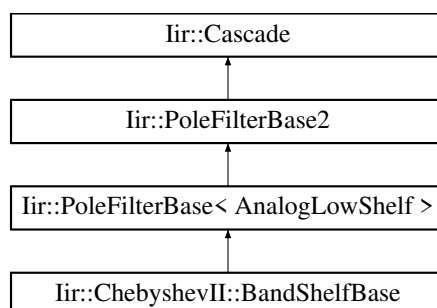 Iir::Cascade
Iir::PoleFilterBase2
Iir::PoleFilterBase< AnalogLowShelf >
Iir::ChebyshevII::BandShelfBase